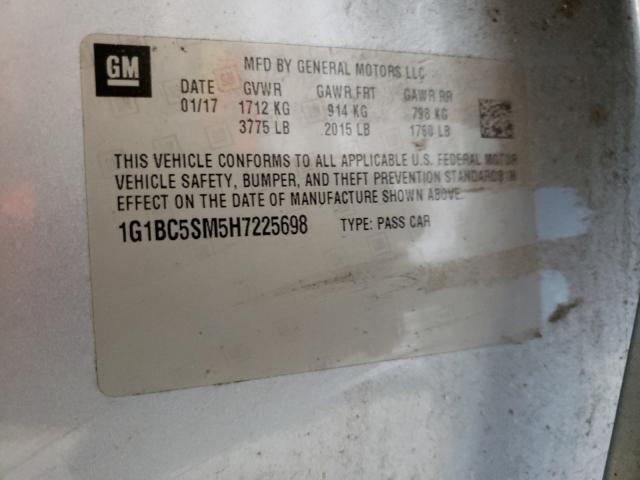 GM
MFD BY GENERAL MOTORS LLC
DATE GVWR GAWR FRT GAWR RR
01/17 1712 KG 914 KG 798 KG
3775 LB 2015 LB 1760 LB
THIS VEHICLE CONFORMS TO ALL APPLICABLE U.S. FEDERAL MOTOR
VEHICLE SAFETY, BUMPER, AND THEFT PREVENTION STANDARDS IN
EFFECT ON THE DATE OF MANUFACTURE SHOWN ABOVE.
1G1BC5SM5H7225698 TYPE: PASS CAR